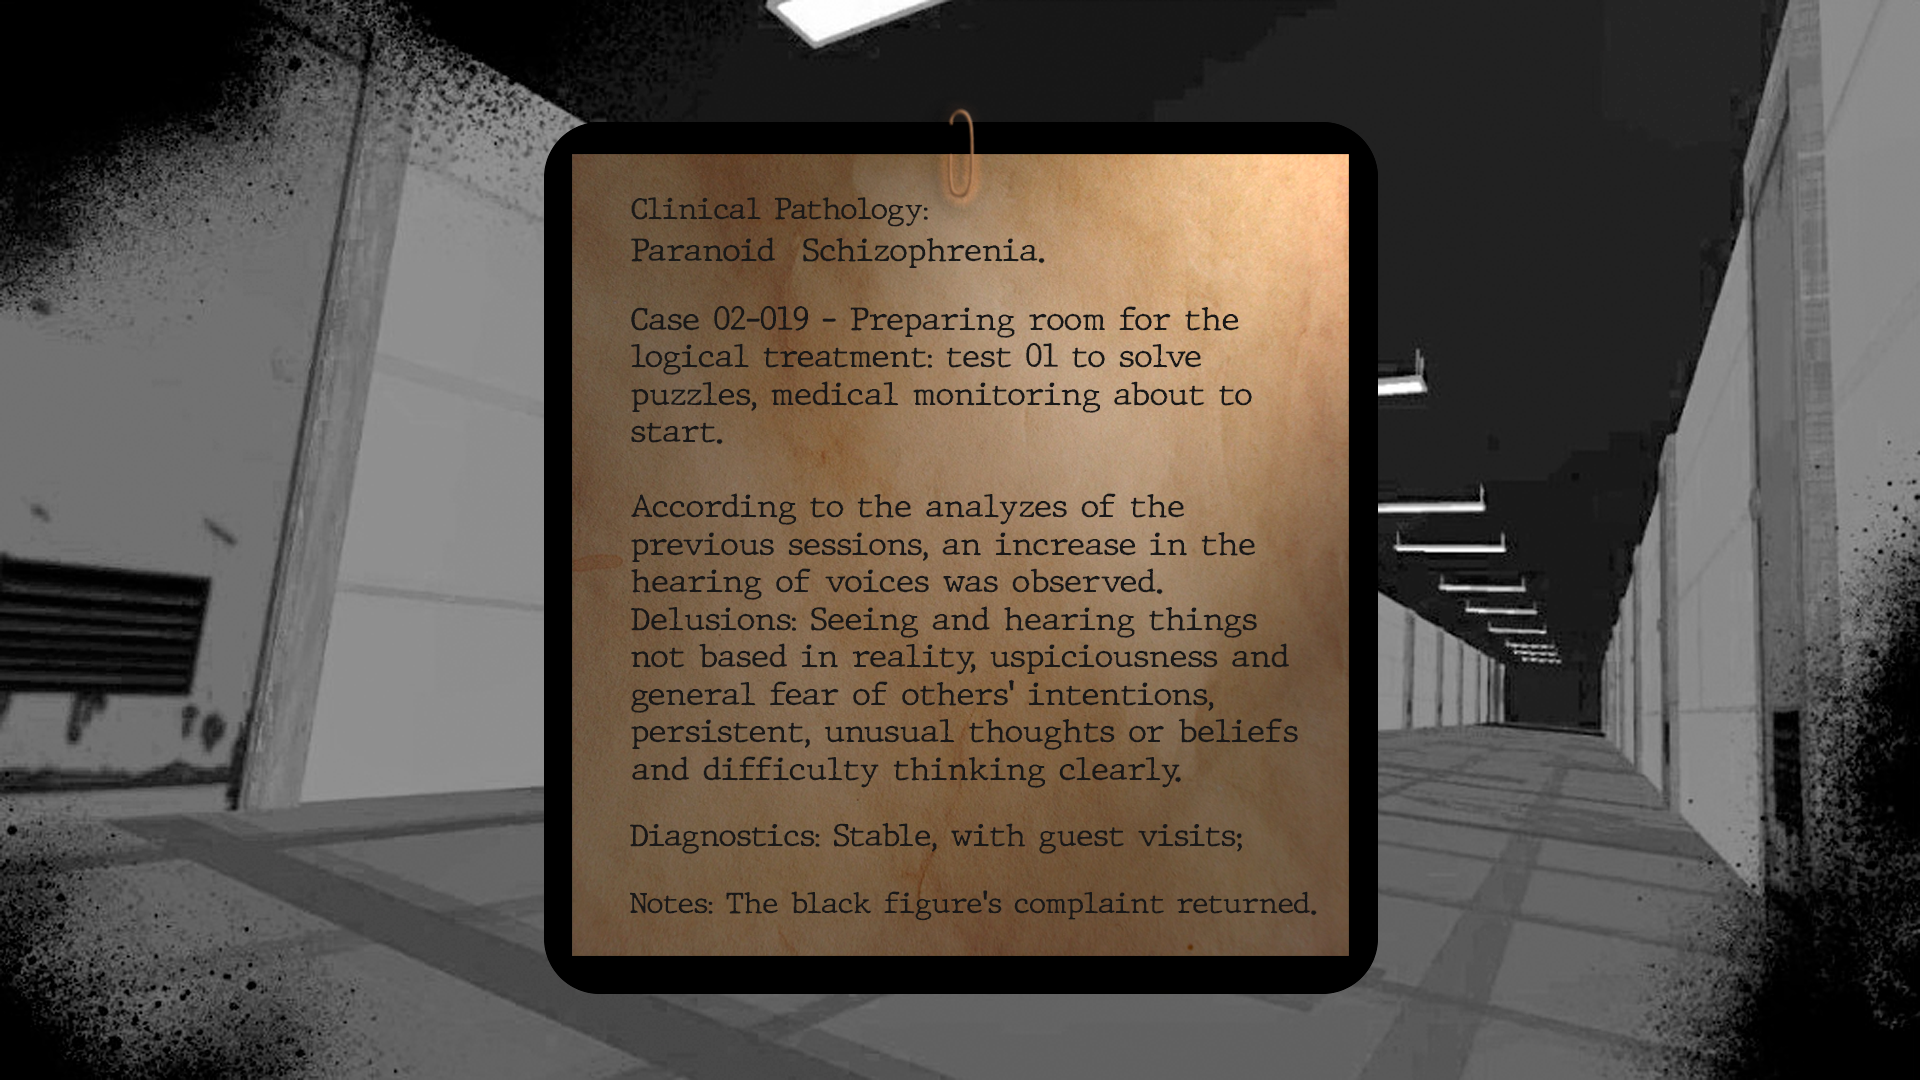 Clinical Pathology:
Paranoid Schizophrenia.
Case 02-019 - Preparing room for the
logical treatment: test 01 to solve
puzzles, medical monitoring about to
start.
According to the analyzes of the
previous sessions, an increase in the
hearing of voices was observed.
Delusions: Seeing and hearing things
not based in reality, uspiciousness and
general fear of others' intentions,
persistent, unusual thoughts or beliefs
and difficulty thinking clearly.
Diagnostics: Stable, with guest visits;
Notes: The black figure's complaint returned.